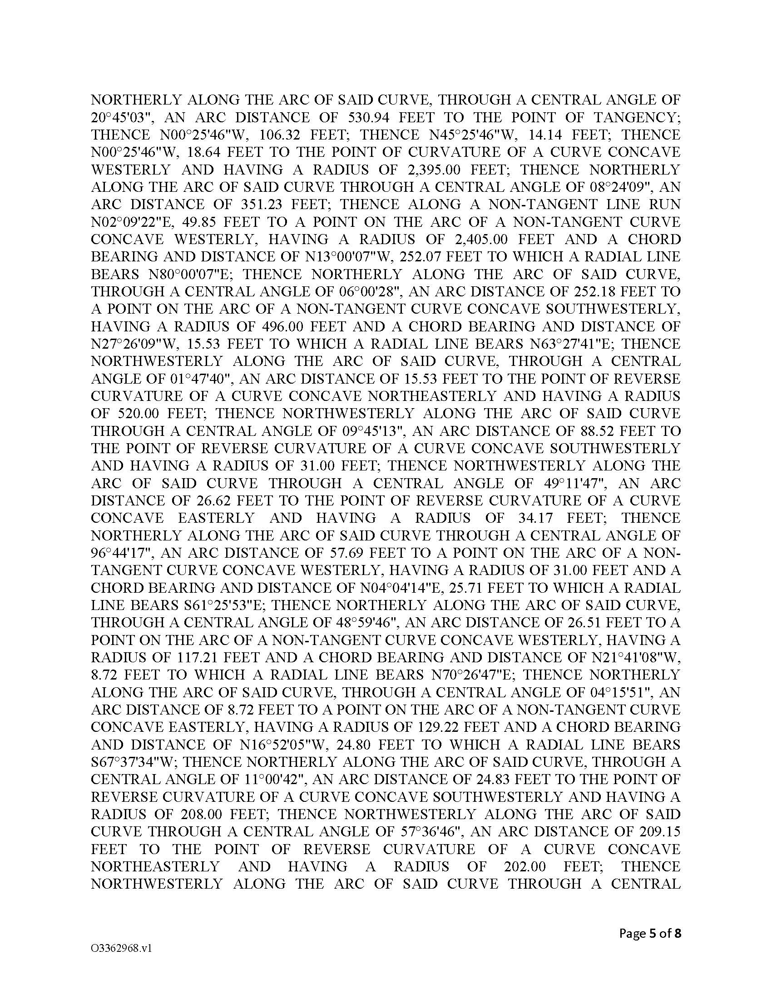 NORTHERLY ALONG THE ARC OF SAID CURVE, THROUGH A CENTRAL ANGLE OF
20°45'03", AN ARC DISTANCE OF 530.94 FEET TO THE POINT OF TANGENCY;
THENCE N00°25'46"W, 106.32 FEET; THENCE N45°25'46"W, 14.14 FEET; THENCE
N00°25'46"W, 18.64 FEET TO THE POINT OF CURVATURE OF A CURVE CONCAVE
WESTERLY AND HAVING A RADIUS OF 2,395.00 FEET; THENCE NORTHERLY
ALONG THE ARC OF SAID CURVE THROUGH A CENTRAL ANGLE OF 08°24'09", AN
ARC DISTANCE OF 351.23 FEET; THENCE ALONG A NON-TANGENT LINE RUN
N02°09'22"E, 49.85 FEET TO A POINT ON THE ARC OF A NON-TANGENT CURVE
CONCAVE WESTERLY, HAVING A RADIUS OF 2,405.00 FEET AND A CHORD
BEARING AND DISTANCE OF N13°00'07"W, 252.07 FEET TO WHICH A RADIAL LINE
BEARS N80°00'07"E; THENCE NORTHERLY ALONG THE ARC OF SAID CURVE,
THROUGH A CENTRAL ANGLE OF 06°00'28", AN ARC DISTANCE OF 252.18 FEET TO
A POINT ON THE ARC OF A NON-TANGENT CURVE CONCAVE SOUTHWESTERLY,
HAVING A RADIUS OF 496.00 FEET AND A CHORD BEARING AND DISTANCE OF
N27°26'09"W, 15.53 FEET TO WHICH A RADIAL LINE BEARS N63°27'41"E; THENCE
NORTHWESTERLY ALONG THE ARC OF SAID CURVE, THROUGH A CENTRAL
ANGLE OF 01°47'40", AN ARC DISTANCE OF 15.53 FEET TO THE POINT OF REVERSE
CURVATURE OF A CURVE CONCAVE NORTHEASTERLY AND HAVING A RADIUS
OF 520.00 FEET; THENCE NORTHWESTERLY ALONG THE ARC OF SAID CURVE
THROUGH A CENTRAL ANGLE OF 09°45'13", AN ARC DISTANCE OF 88.52 FEET TO
THE POINT OF REVERSE CURVATURE OF A CURVE CONCAVE SOUTHWESTERLY
AND HAVING A RADIUS OF 31.00 FEET; THENCE NORTHWESTERLY ALONG THE
ARC OF SAID CURVE THROUGH A CENTRAL ANGLE OF 49°11'47", AN ARC
DISTANCE OF 26.62 FEET TO THE POINT OF REVERSE CURVATURE OF A CURVE
CONCAVE EASTERLY AND HAVING A RADIUS OF 34.17 FEET; THENCE
NORTHERLY ALONG THE ARC OF SAID CURVE THROUGH A CENTRAL ANGLE OF
96°44'17", AN ARC DISTANCE OF 57.69 FEET TO A POINT ON THE ARC OF A NON-
TANGENT CURVE CONCAVE WESTERLY, HAVING A RADIUS OF 31.00 FEET AND A
CHORD BEARING AND DISTANCE OF N04°04'14"E, 25.71 FEET TO WHICH A RADIAL
LINE BEARS S61°25'53"E; THENCE NORTHERLY ALONG THE ARC OF SAID CURVE,
THROUGH A CENTRAL ANGLE OF 48°59'46", AN ARC DISTANCE OF 26.51 FEET TO A
POINT ON THE ARC OF A NON-TANGENT CURVE CONCAVE WESTERLY, HAVING A
RADIUS OF 117.21 FEET AND A CHORD BEARING AND DISTANCE OF N21°41'08"W,
8.72 FEET TO WHICH A RADIAL LINE BEARS N70°26'47"E; THENCE NORTHERLY
ALONG THE ARC OF SAID CURVE, THROUGH A CENTRAL ANGLE OF 04°15'51", AN
ARC DISTANCE OF 8.72 FEET TO A POINT ON THE ARC OF A NON-TANGENT CURVE
CONCAVE EASTERLY, HAVING A RADIUS OF 129.22 FEET AND A CHORD BEARING
AND DISTANCE OF N16°52'05"W, 24.80 FEET TO WHICH A RADIAL LINE BEARS
S67°37'34"W; THENCE NORTHERLY ALONG THE ARC OF SAID CURVE, THROUGH A
CENTRAL ANGLE OF 11°00'42", AN ARC DISTANCE OF 24.83 FEET TO THE POINT OF
REVERSE CURVATURE OF A CURVE CONCAVE SOUTHWESTERLY AND HAVING A
RADIUS OF 208.00 FEET; THENCE NORTHWESTERLY ALONG THE ARC OF SAID
CURVE THROUGH A CENTRAL ANGLE OF 57°36'46", AN ARC DISTANCE OF 209.15
FEET TO THE POINT OF REVERSE CURVATURE OF A CURVE CONCAVE
NORTHEASTERLY AND HAVING A RADIUS OF 202.00 FEET; THENCE
NORTHWESTERLY ALONG THE ARC OF SAID CURVE THROUGH A CENTRAL
Page 5 of 8
O3362968.v1